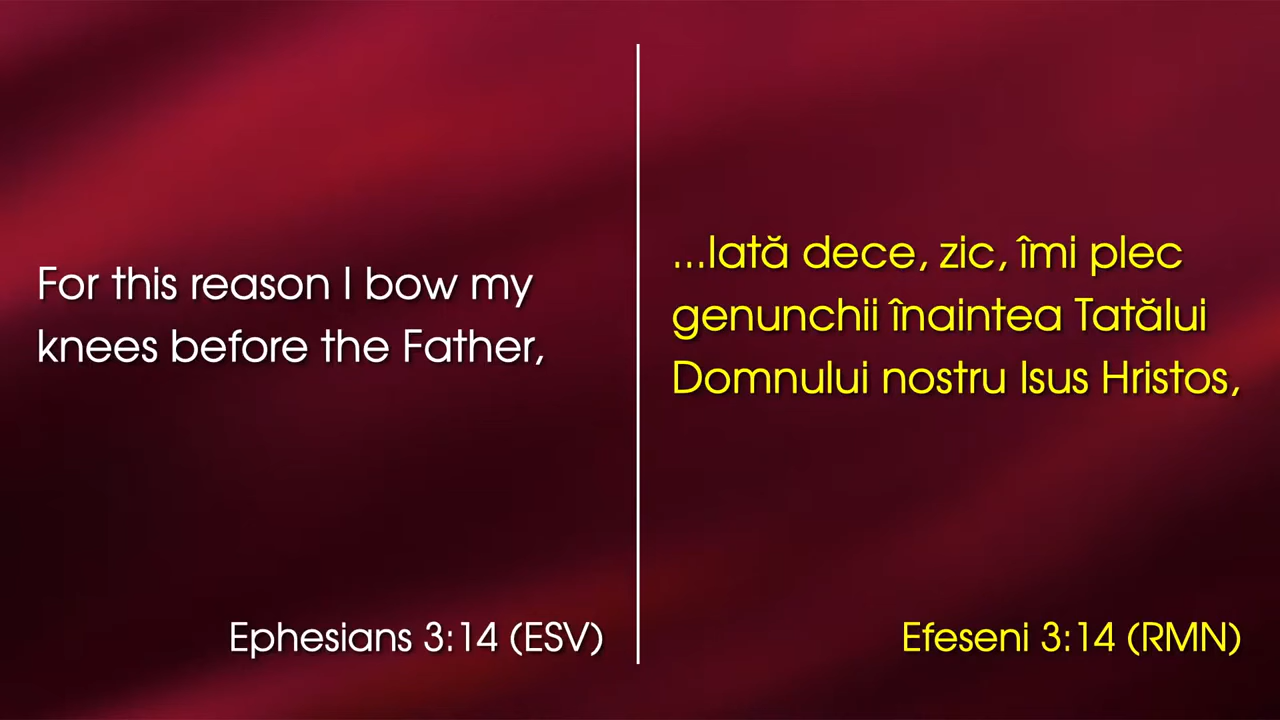 For this reason I bow my
knees before the Father,
Ephesians 3:14 (ESV)
...Iată dece, zic, îmi plec
genunchii înaintea Tatălui
Domnului nostru Isus Hristos,
Efeseni 3:14 (RMN)